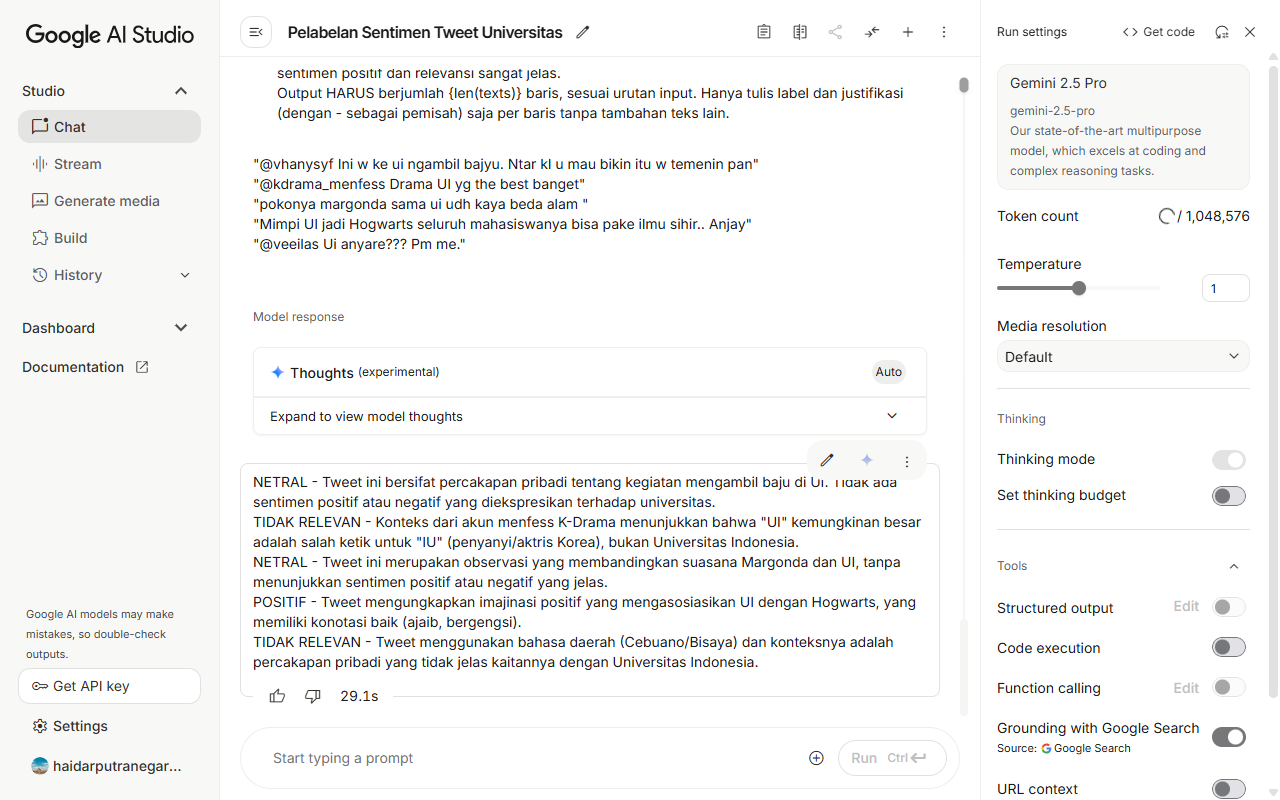 Google AI Studio
Studio
Chat
Stream
Generate media
Build
History
Dashboard
Documentation
Google AI models may make
mistakes, so double-check
outputs.
Get API key
Settings
haidarputranegar...
Pelabelan Sentimen Tweet Universitas
sentimen positif dan relevansi sangat jelas.
Output HARUS berjumlah {len(texts)} baris, sesuai urutan input. Hanya tulis label dan justifikasi
(dengan - sebagai pemisah) saja per baris tanpa tambahan teks lain.
"@vhanysyf Ini w ke ui ngambil bajyu. Ntar kl u mau bikin itu w temenin pan"
"@kdrama_menfess Drama UI yg the best banget"
"pokonya margonda sama ui udh kaya beda alam "
"Mimpi UI jadi Hogwarts seluruh mahasiswanya bisa pake ilmu sihir.. Anjay"
"@veeilas Ui anyare??? Pm me."
Model response
Thoughts (experimental)
Auto
Expand to view model thoughts
NETRAL - Tweet ini bersifat percakapan pribadi tentang kegiatan mengambil baju di UI. Tidak ada
sentimen positif atau negatif yang diekspresikan terhadap universitas.
TIDAK RELEVAN - Konteks dari akun menfess K-Drama menunjukkan bahwa "UI" kemungkinan besar
adalah salah ketik untuk "IU" (penyanyi/aktris Korea), bukan Universitas Indonesia.
NETRAL - Tweet ini merupakan observasi yang membandingkan suasana Margonda dan UI, tanpa
menunjukkan sentimen positif atau negatif yang jelas.
POSITIF - Tweet mengungkapkan imajinasi positif yang mengasosiasikan UI dengan Hogwarts, yang
memiliki konotasi baik (ajaib, bergengsi).
TIDAK RELEVAN - Tweet menggunakan bahasa daerah (Cebuano/Bisaya) dan konteksnya adalah
percakapan pribadi yang tidak jelas kaitannya dengan Universitas Indonesia.
29.1s
Start typing a prompt
Run Ctrl
Run settings
Get code
Gemini 2.5 Pro
gemini-2.5-pro
Our state-of-the-art multipurpose
model, which excels at coding and
complex reasoning tasks.
Token count
/ 1,048,576
Temperature
1
Media resolution
Default
Thinking
Thinking mode
Set thinking budget
Tools
Structured output
Edit
Code execution
Function calling
Edit
Grounding with Google Search
Source: Google Search
URL context